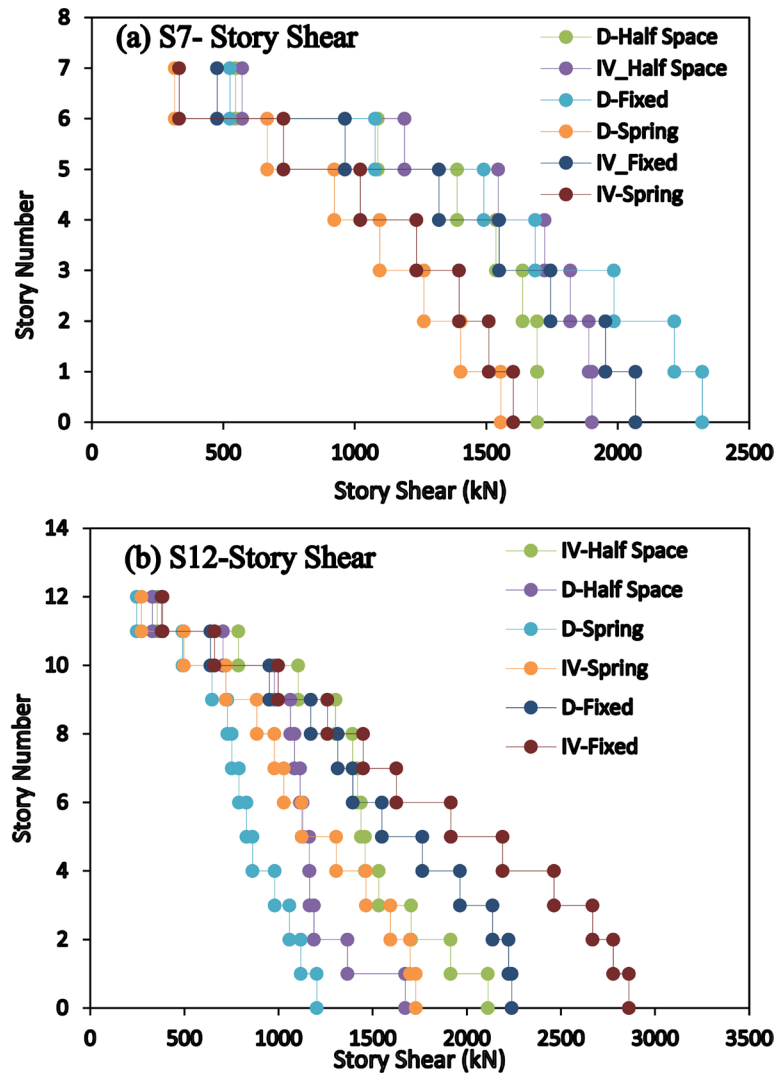 (a) S7- Story Shear
D-Half Space
IV_Half Space
D-Fixed
D-Spring
IV_Fixed
IV-Spring
Story Number
8
7
6
5
4
3
2
1
0
0 500 1000 1500 2000 2500
Story Shear (kN)
(b) S12-Story Shear
IV-Half Space
D-Half Space
D-Spring
IV-Spring
D-Fixed
IV-Fixed
Story Number
14
12
10
8
6
4
2
0
0 500 1000 1500 2000 2500 3000 3500
Story Shear (kN)